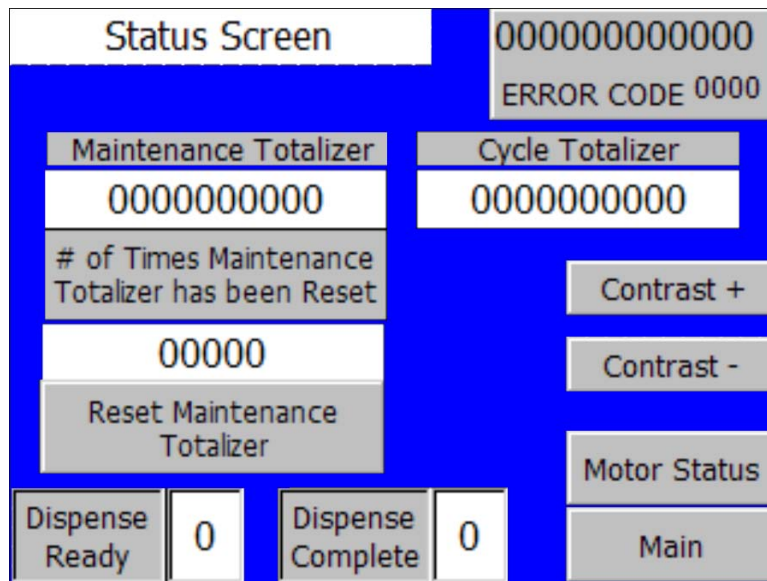 Status Screen
000000000000
ERROR CODE 0000
Maintenance Totalizer
Cycle Totalizer
0000000000
0000000000
# of Times Maintenance
Totalizer has been Reset
Contrast +
00000
Contrast -
Reset Maintenance
Totalizer
Motor Status
Dispense
Ready
0
Dispense
Complete
0
Main